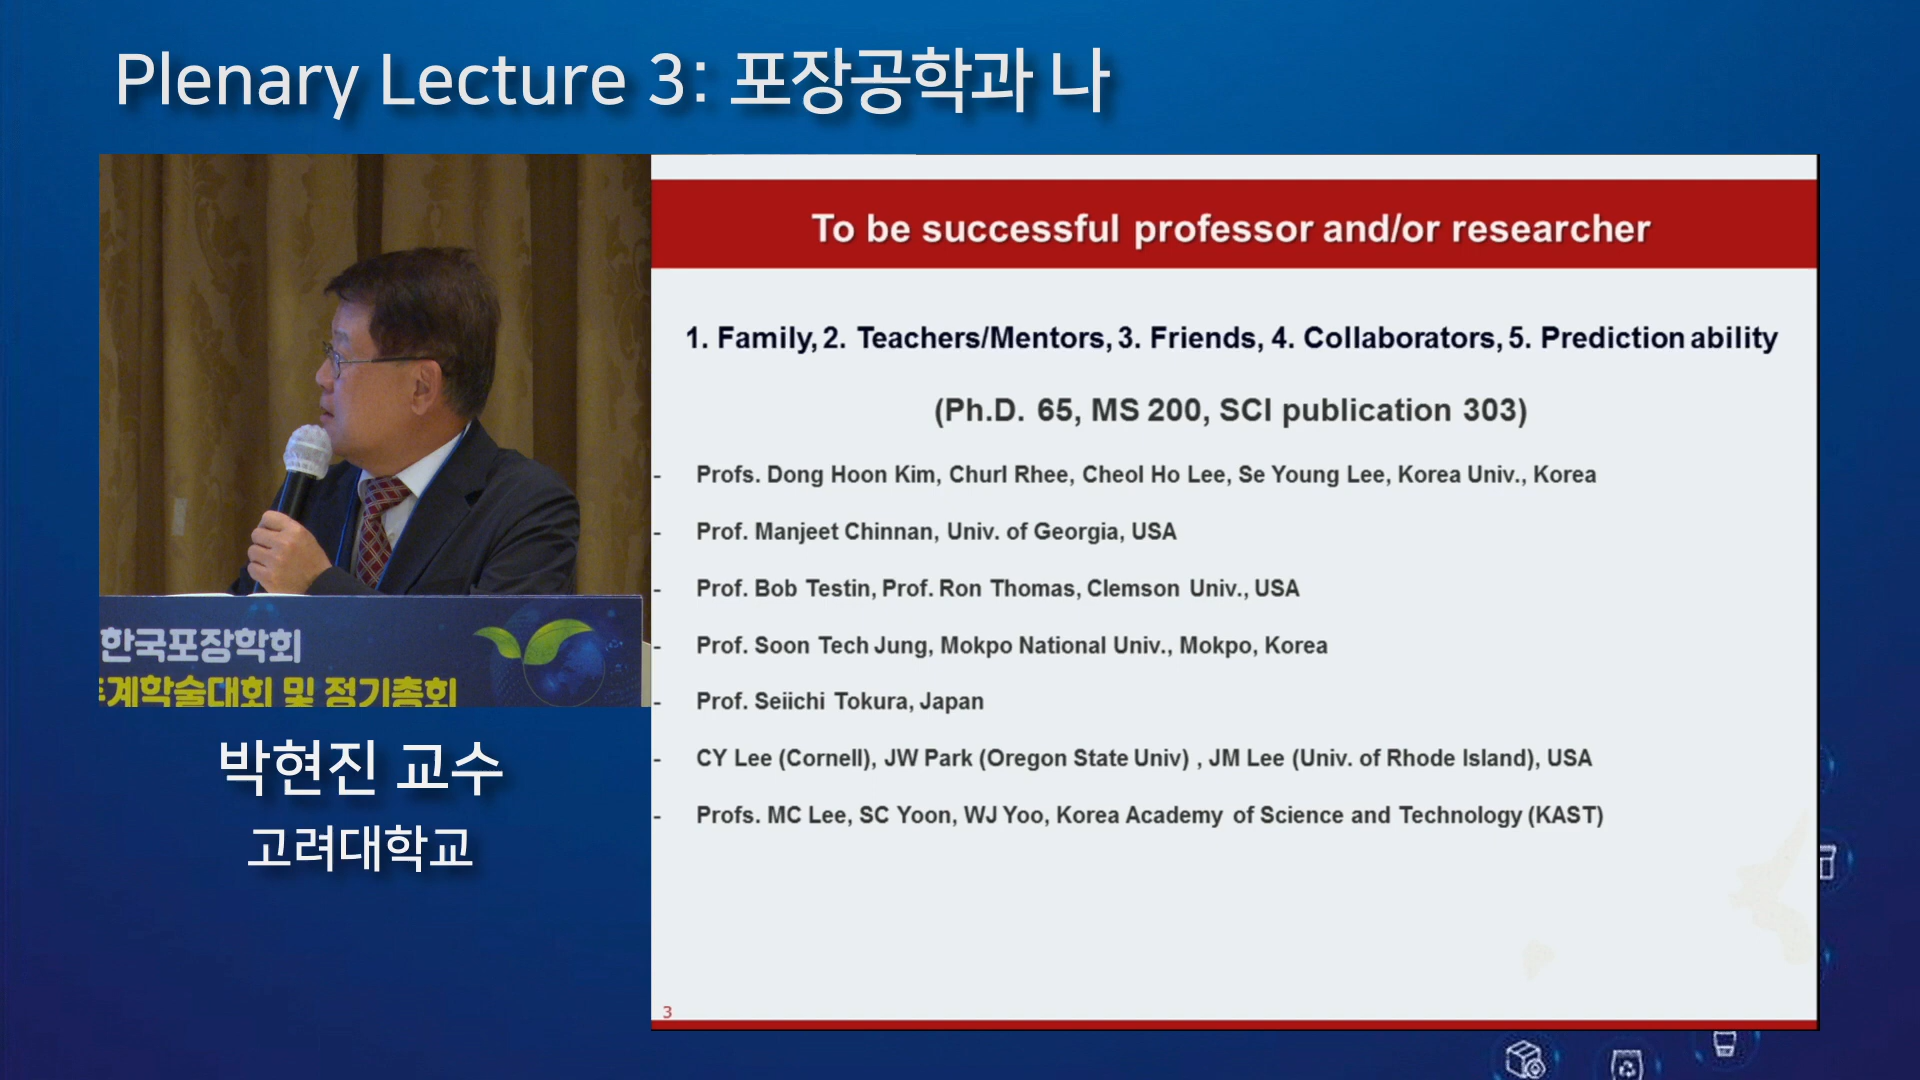 Plenary Lecture 3: 포장공학과 나
To be successful professor and/or researcher
1. Family, 2. Teachers/Mentors, 3. Friends, 4. Collaborators, 5. Prediction ability
(Ph.D. 65, MS 200, SCI publication 303)
- Profs. Dong Hoon Kim, Churl Rhee, Cheol Ho Lee, Se Young Lee, Korea Univ., Korea
- Prof. Manjeet Chinnan, Univ. of Georgia, USA
- Prof. Bob Testin, Prof. Ron Thomas, Clemson Univ., USA
- Prof. Soon Teck Jung, Mokpo National Univ., Mokpo, Korea
- Prof. Seiichi Tokura, Japan
- CY Lee (Cornell), JW Park (Oregon State Univ) , JM Lee (Univ. of Rhode Island), USA
- Profs. MC Lee, SC Yoon, WJ Yoo, Korea Academy of Science and Technology (KAST)
3
한국포장학회
계학술대회 및 정기총회
박현진 교수
고려대학교